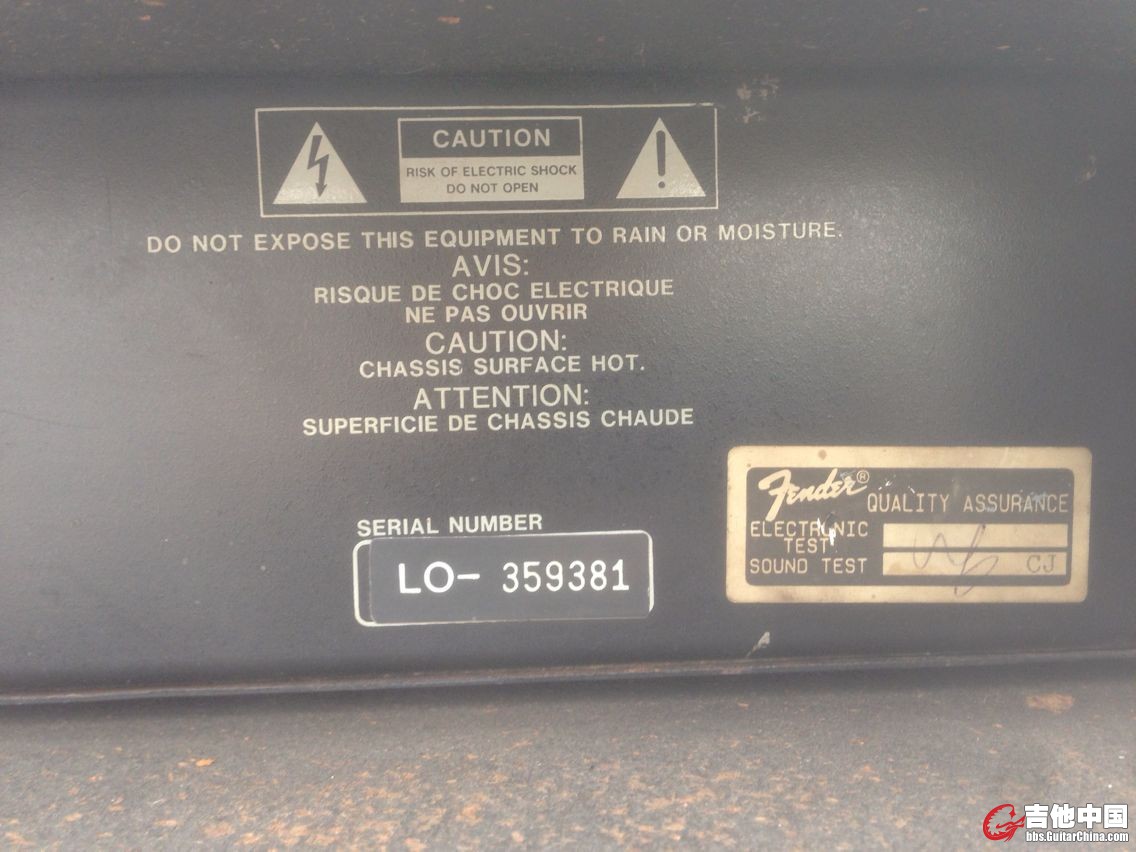 CAUTION
RISK OF ELECTRIC SHOCK
DO NOT OPEN
DO NOT EXPOSE THIS EQUIPMENT TO RAIN OR MOISTURE.
AVIS:
RISQUE DE CHOC ELECTRIQUE
NE PAS OUVRIR
CAUTION:
CHASSIS SURFACE HOT.
ATTENTION:
SUPERFICIE DE CHASSIS CHAUDE
SERIAL NUMBER
LO- 359381
Fender® QUALITY ASSURANCE
ELECTRONIC
TEST
SOUND TEST CJ
吉他中国
bbs.GuitarChina.com